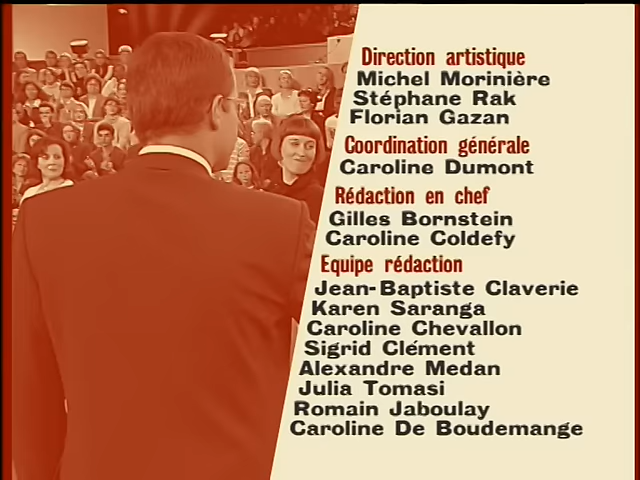 Direction artistique
Michel Morinière
Stéphane Rak
Florian Gazan
Coordination générale
Caroline Dumont
Rédaction en chef
Gilles Bornstein
Caroline Coldefy
Equipe rédaction
Jean-Baptiste Claverie
Karen Saranga
Caroline Chevallon
Sigrid Clément
Alexandre Medan
Julia Tomasi
Romain Jaboulay
Caroline De Boudemange